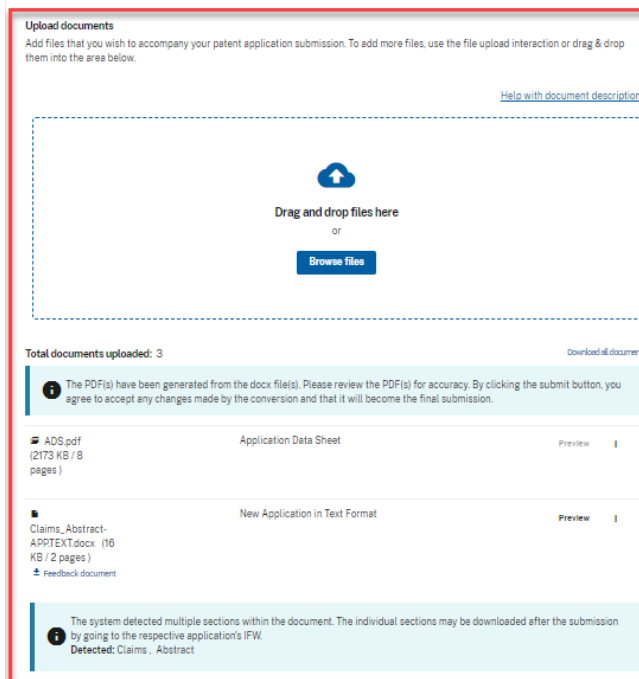 Upload documents
Add files that you wish to accompany your patent application submission. To add more files, use the file upload interaction or drag & drop
them into the area below.
Help with document description
Drag and drop files here
or
Browse files
Total documents uploaded: 3
Download all documen
The PDF(s) have been generated from the docx file(s). Please review the PDF(s) for accuracy. By clicking the submit button, you
agree to accept any changes made by the conversion and that it will become the final submission.
ADS.pdf
(2173 KB / 8
pages )
Application Data Sheet
Preview
Claims_Abstract-
APP.TEXT.docx (16
KB / 2 pages )
Feedback document
New Application in Text Format
Preview
The system detected multiple sections within the document. The individual sections may be downloaded after the submission
by going to the respective application's IFW.
Detected: Claims , Abstract